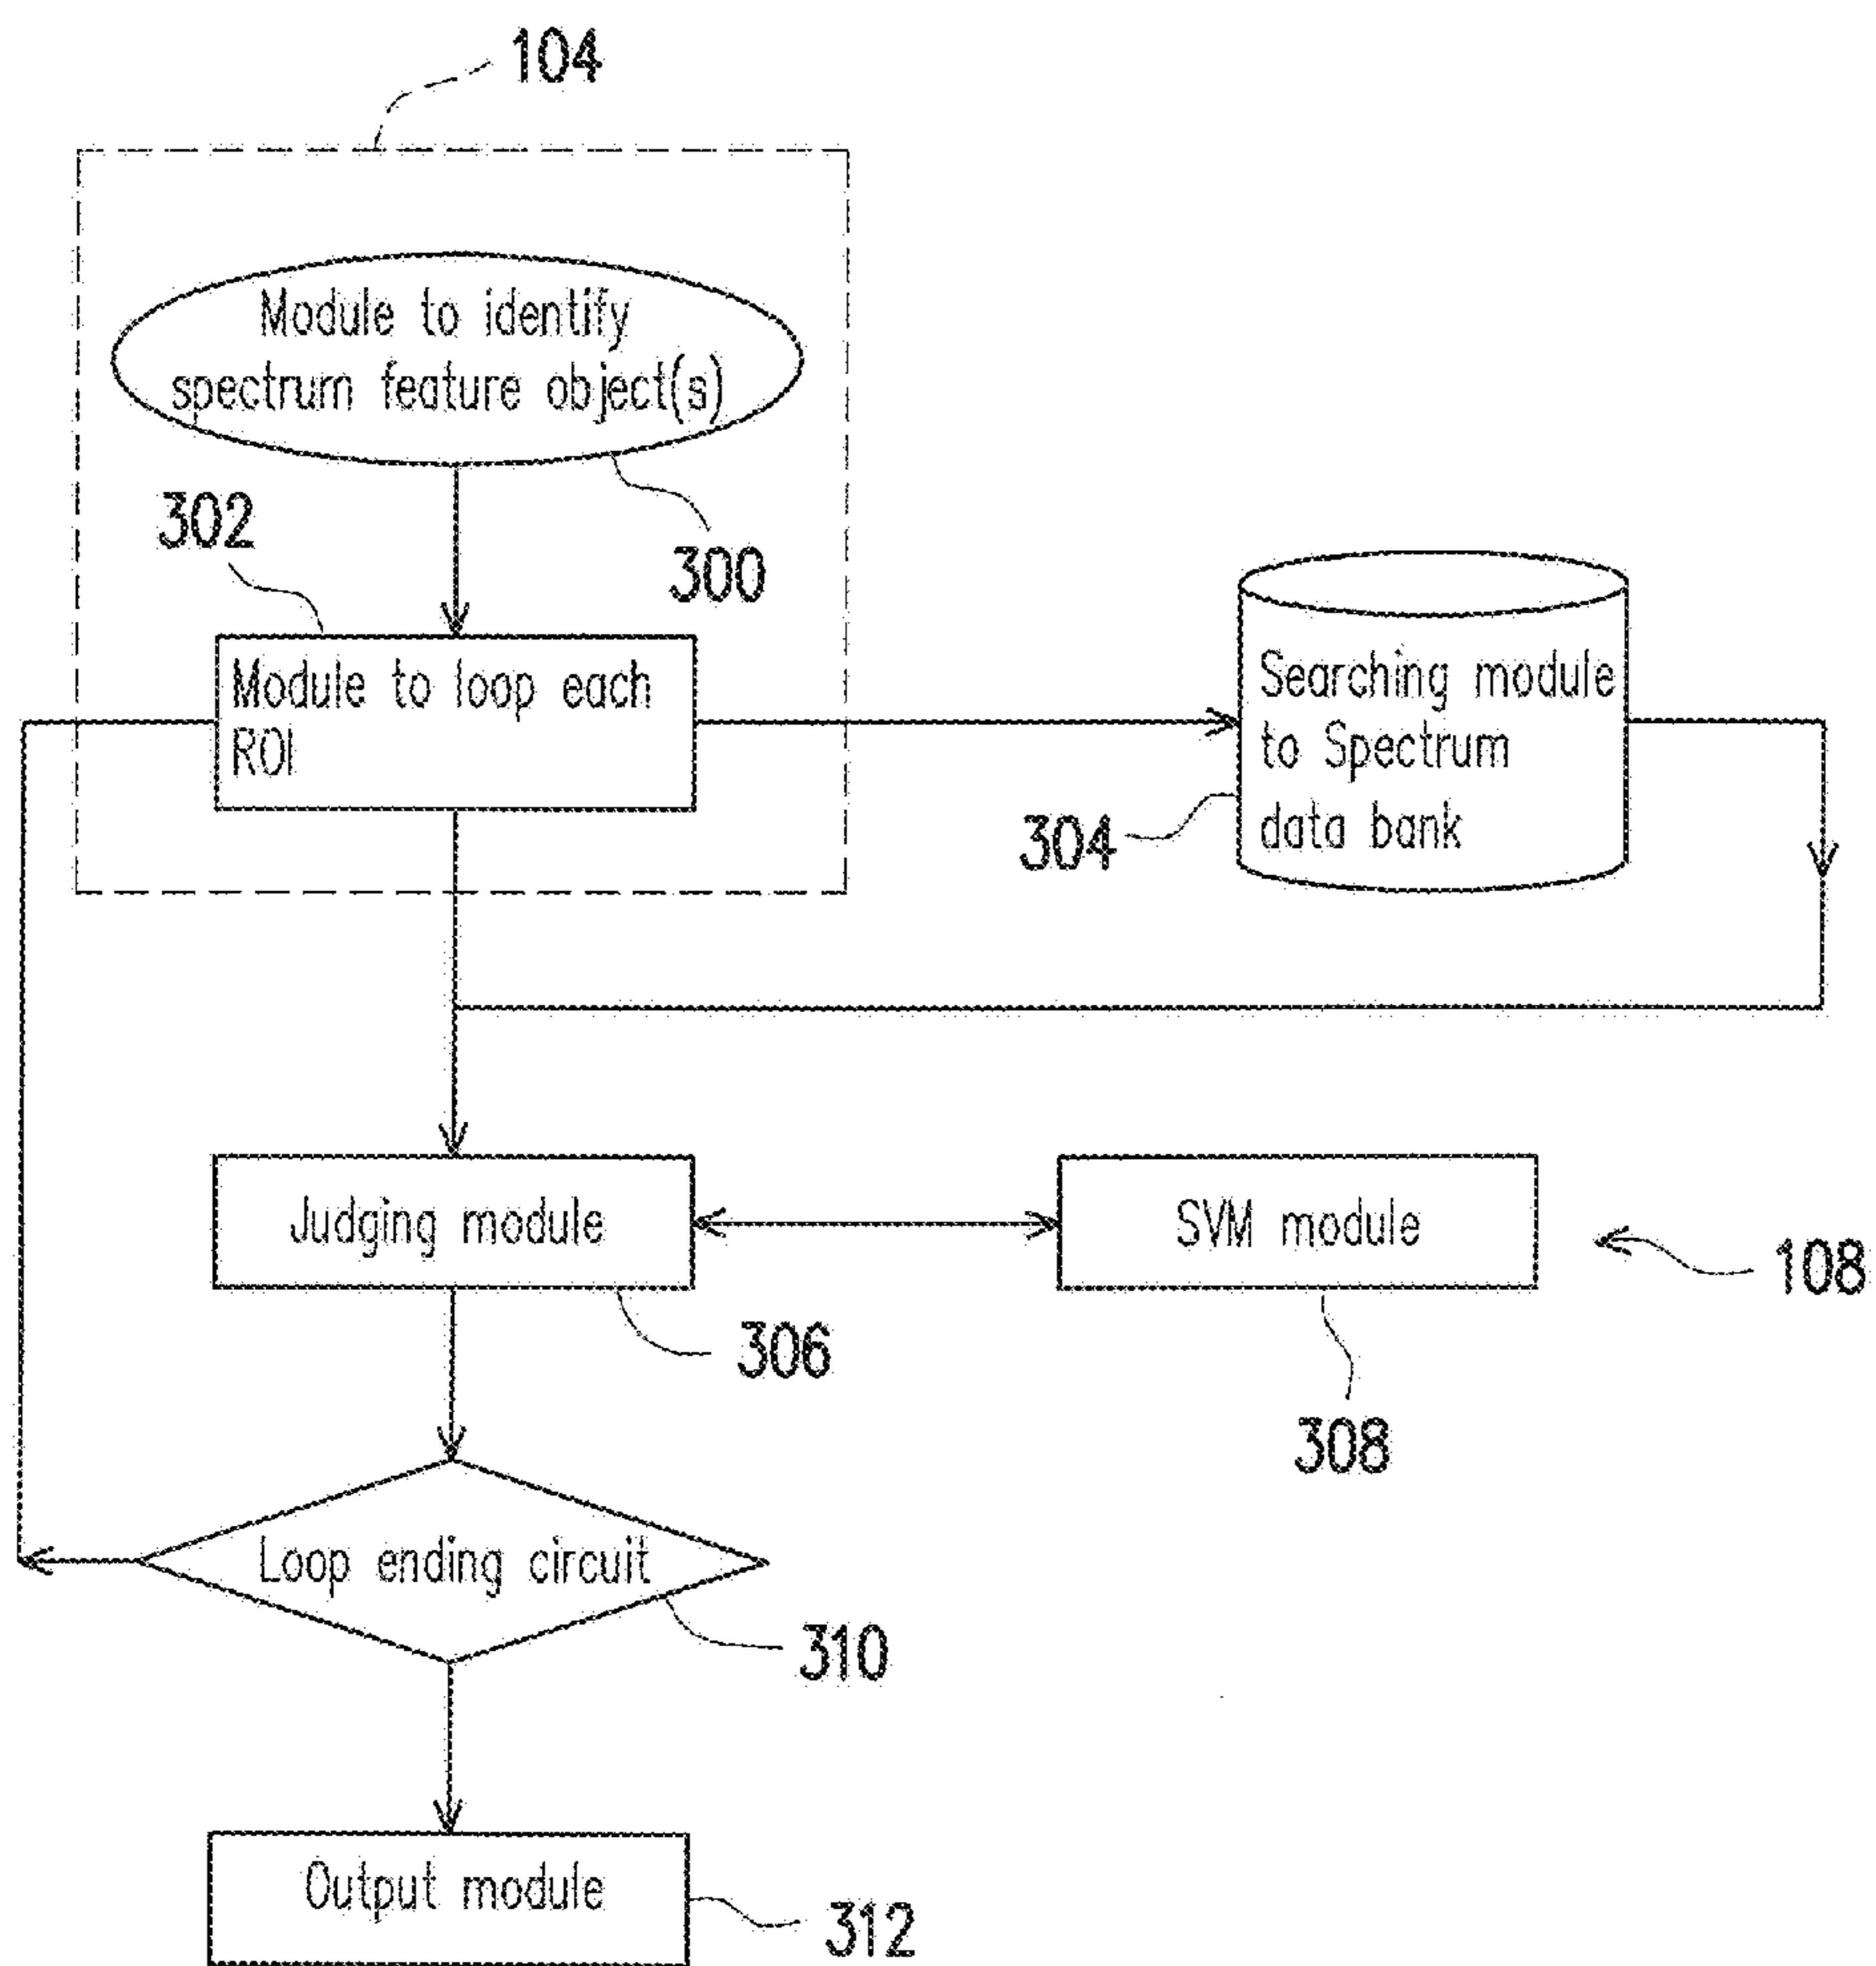 104
Module to identify
spectrum feature object(s)
302
300
Module to loop each
ROI
Searching module
to Spectrum
data bank
304
Judging module
SVM module
108
306
308
Loop ending circuit
310
Output module
312